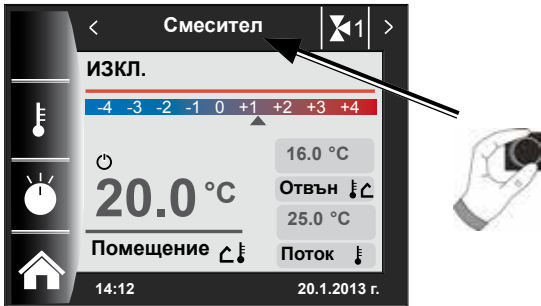 < Смесител 1 >
ИЗКЛ.
-4 -3 -2 -1 0 +1 +2 +3 +4
16.0 °C
20.0 °C
Отвън
25.0 °C
Помещение
Поток
14:12 20.1.2013 г.